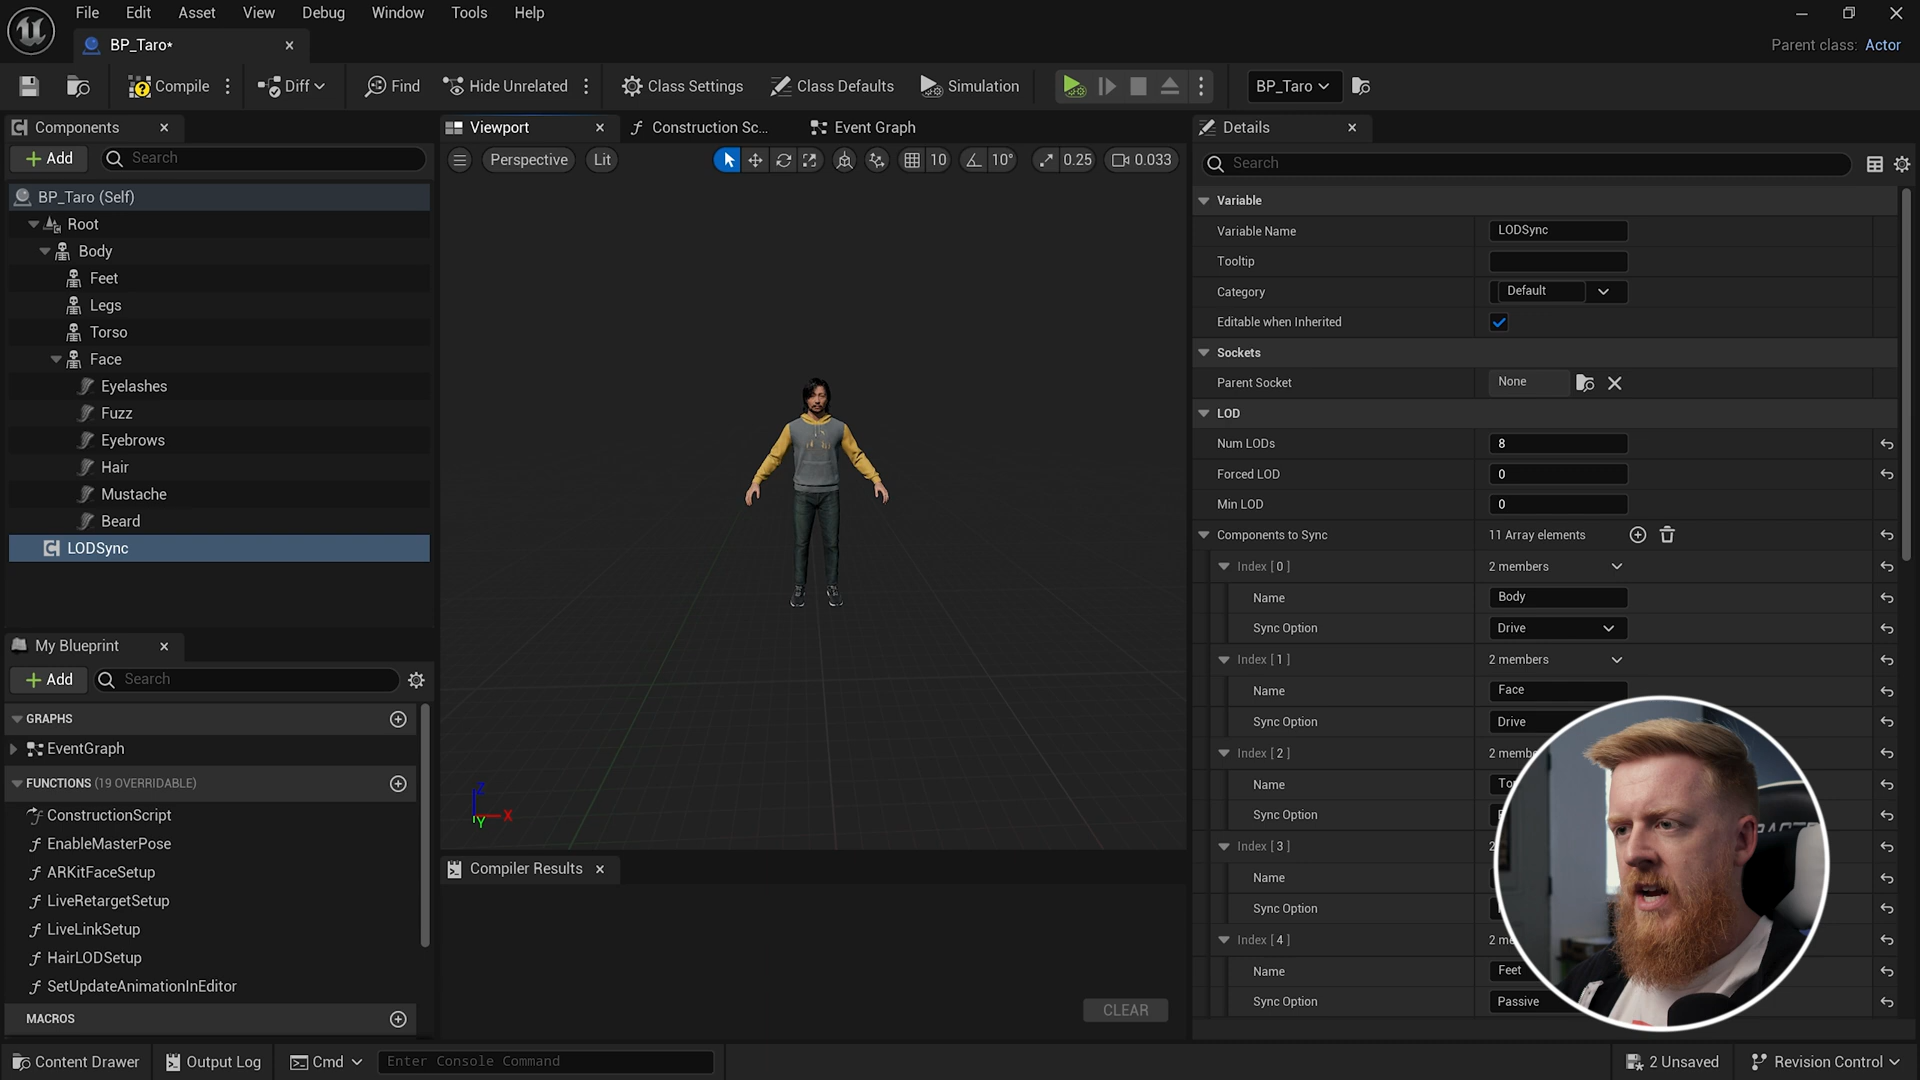 File Edit Asset View Debug Window Tools Help
BP_Taro*
Parent class: Actor
Compile
Diff
Find
Hide Unrelated
Class Settings
Class Defaults
Simulation
BP_Taro
Components
Add
Search
BP_Taro (Self)
Root
Body
Feet
Legs
Torso
Face
Eyelashes
Fuzz
Eyebrows
Hair
Mustache
Beard
LODSync
My Blueprint
Add
Search
GRAPHS
EventGraph
FUNCTIONS (19 OVERRIDABLE)
ConstructionScript
EnableMasterPose
ARKitFaceSetup
LiveRetargetSetup
LiveLinkSetup
HairLODSetup
SetUpdateAnimationInEditor
MACROS
Viewport
Construction Sc...
Event Graph
Perspective
Lit
10
10°
0.25
0.033
Z
X
Y
Compiler Results
CLEAR
Details
Search
Variable
Variable Name LODSync
Tooltip
Category Default
Editable when Inherited
Sockets
Parent Socket None
LOD
Num LODs 8
Forced LOD 0
Min LOD 0
Components to Sync 11 Array elements
Index [ 0 ] 2 members
Name Body
Sync Option Drive
Index [ 1 ] 2 members
Name Face
Sync Option Drive
Index [ 2 ]
Name
Sync Option
Index [ 3 ]
Name
Sync Option
Index [ 4 ]
Name Feet
Sync Option Passive
Content Drawer
Output Log
Cmd
Enter Console Command
2 Unsaved
Revision Control